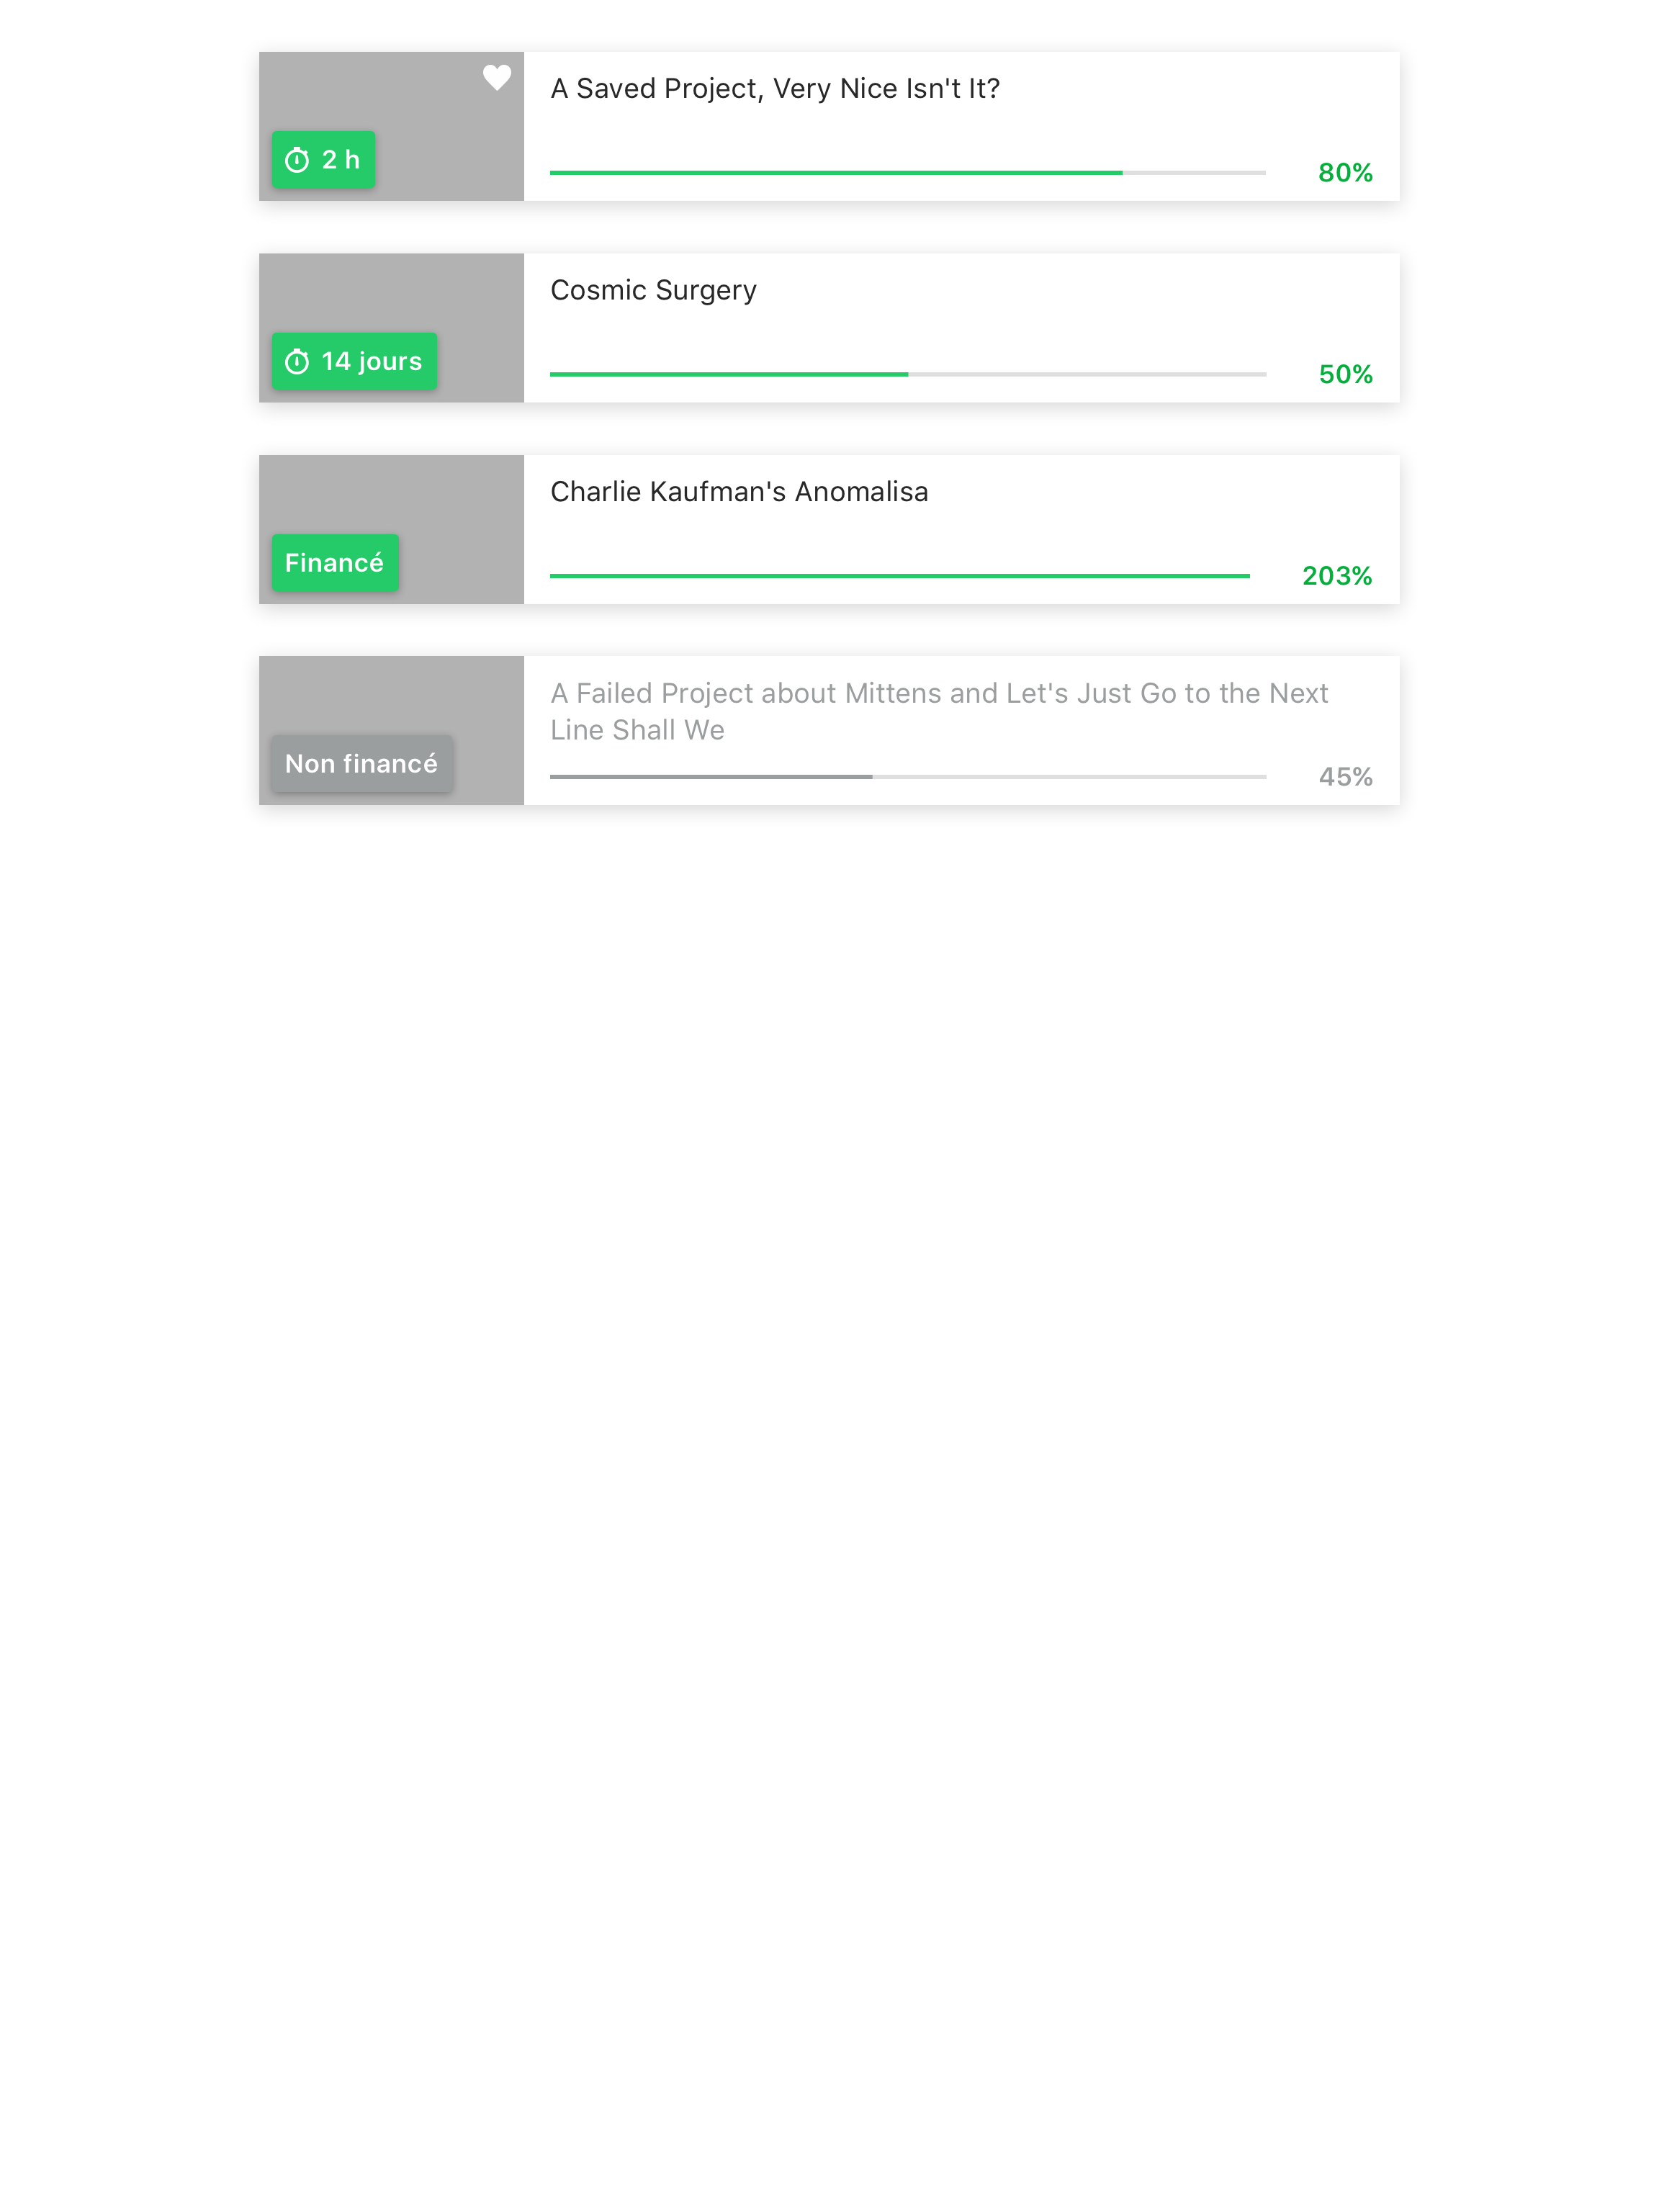 A Saved Project, Very Nice Isn't It?
2 h
80%
Cosmic Surgery
14 jours
50%
Charlie Kaufman's Anomalisa
Financé
203%
A Failed Project about Mittens and Let's Just Go to the Next
Line Shall We
Non financé
45%